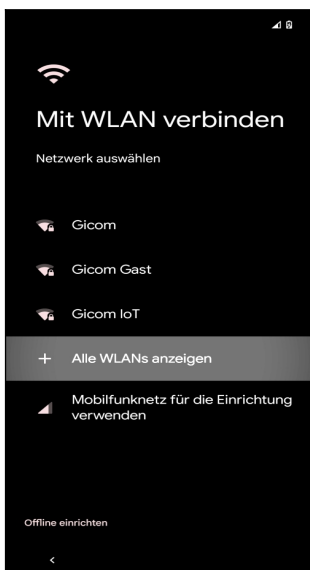 Mit WLAN verbinden
Netzwerk auswählen
Gicom
Gicom Gast
Gicom IoT
Alle WLANs anzeigen
Mobilfunknetz für die Einrichtung
verwenden
Offline einrichten